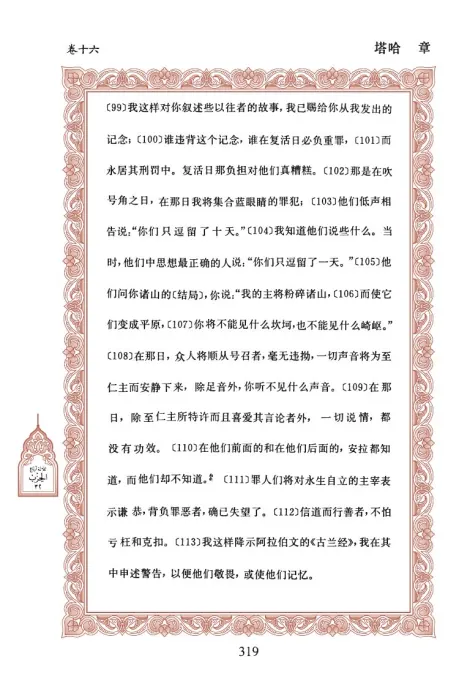 卷十六
塔哈 章
(99)我这样对你叙述些以往者的故事,我已赐给你从我发出的
记念;(100)谁违背这个记念,谁在复活日必负重罪,(101)而
永居其刑罚中。复活日那负担对他们真糟糕。(102)那是在吹
号角之日,在那日我将集合蓝眼睛的罪犯;(103)他们低声相
告说:“你们只逗留了十天。”(104)我知道他们说些什么。当
时,他们中思想最正确的人说:“你们只逗留了一天。”(105)他
们问你诸山的(结局),你说:“我的主将粉碎诸山,(106)而使它
们变成平原,(107)你将不能见什么坎坷,也不能见什么崎岖。”
(108)在那日,众人将顺从号召者,毫无违拗,一切声音将为至
仁主而安静下来,除足音外,你听不见什么声音。(109)在那
日,除至仁主所特许而且喜爱其言论者外,一切说情,都
没有功效。(110)在他们前面的和在他们后面的,安拉都知
道,而他们却不知道。(111)罪人们将对永生自立的主宰表
示谦恭,背负罪恶者,确已失望了。(112)信道而行善者,不怕
亏枉和克扣。(113)我这样降示阿拉伯文的《古兰经》,我在其
中申述警告,以便他们敬畏,或使他们记忆。
الحزب
٣٢
319